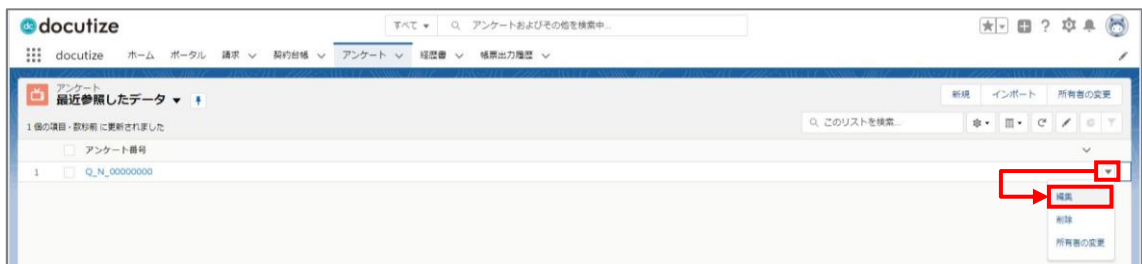 docutize
すべて
アンケートおよびその他を検索中...
docutize ホーム ポータル 請求 契約台帳 アンケート 経歴書 帳票出力履歴
アンケート
最近参照したデータ
新規 インポート 所有者の変更
1 個の項目・数秒前 に更新されました
このリストを検索...
アンケート番号
1 Q_N_00000000
編集
削除
所有者の変更